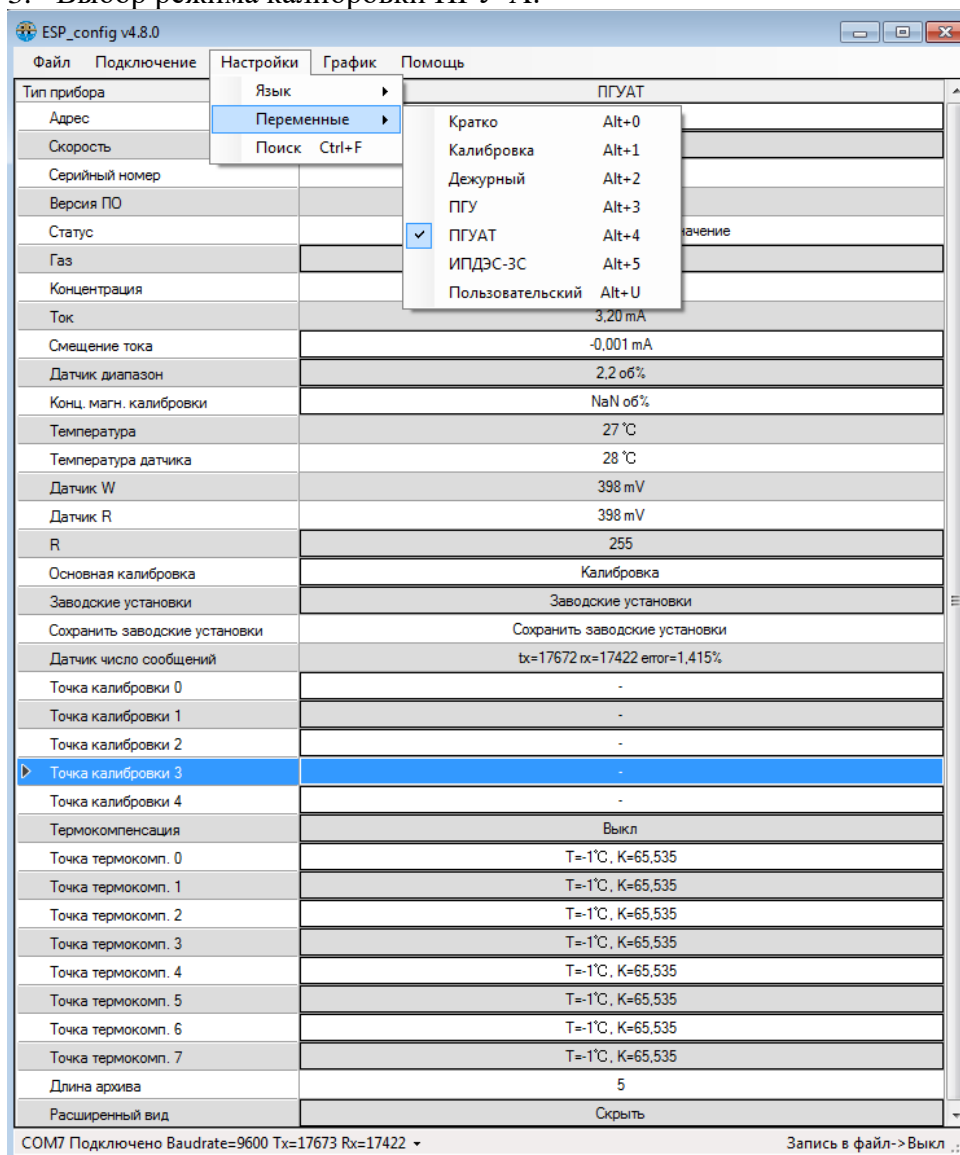 3. Выбор режима калибровки ПГУ-А.
ESP_config v4.8.0
Файл Подключение Настройки График Помощь
Язык
Переменные
Поиск Ctrl+F
Кратко Alt+0
Калибровка Alt+1
Дежурный Alt+2
ПГУ Alt+3
ПГУАТ Alt+4
ИПДЭС-3С Alt+5
Пользовательский Alt+U
Тип прибора ПГУАТ
Адрес
Скорость
Серийный номер
Версия ПО
Статус ачение
Газ
Концентрация
Ток 3,20 mA
Смещение тока -0,001 mA
Датчик диапазон 2,2 об%
Конц. магн. калибровки NaN об%
Температура 27 °C
Температура датчика 28 °C
Датчик W 398 mV
Датчик R 398 mV
R 255
Основная калибровка Калибровка
Заводские установки Заводские установки
Сохранить заводские установки Сохранить заводские установки
Датчик число сообщений tx=17672 rx=17422 error=1,415%
Точка калибровки 0 -
Точка калибровки 1 -
Точка калибровки 2 -
Точка калибровки 3 -
Точка калибровки 4 -
Термокомпенсация Выкл
Точка термокомп. 0 T=-1°C, K=65,535
Точка термокомп. 1 T=-1°C, K=65,535
Точка термокомп. 2 T=-1°C, K=65,535
Точка термокомп. 3 T=-1°C, K=65,535
Точка термокомп. 4 T=-1°C, K=65,535
Точка термокомп. 5 T=-1°C, K=65,535
Точка термокомп. 6 T=-1°C, K=65,535
Точка термокомп. 7 T=-1°C, K=65,535
Длина архива 5
Расширенный вид Скрыть
COM7 Подключено Baudrate=9600 Tx=17673 Rx=17422 Запись в файл->Выкл